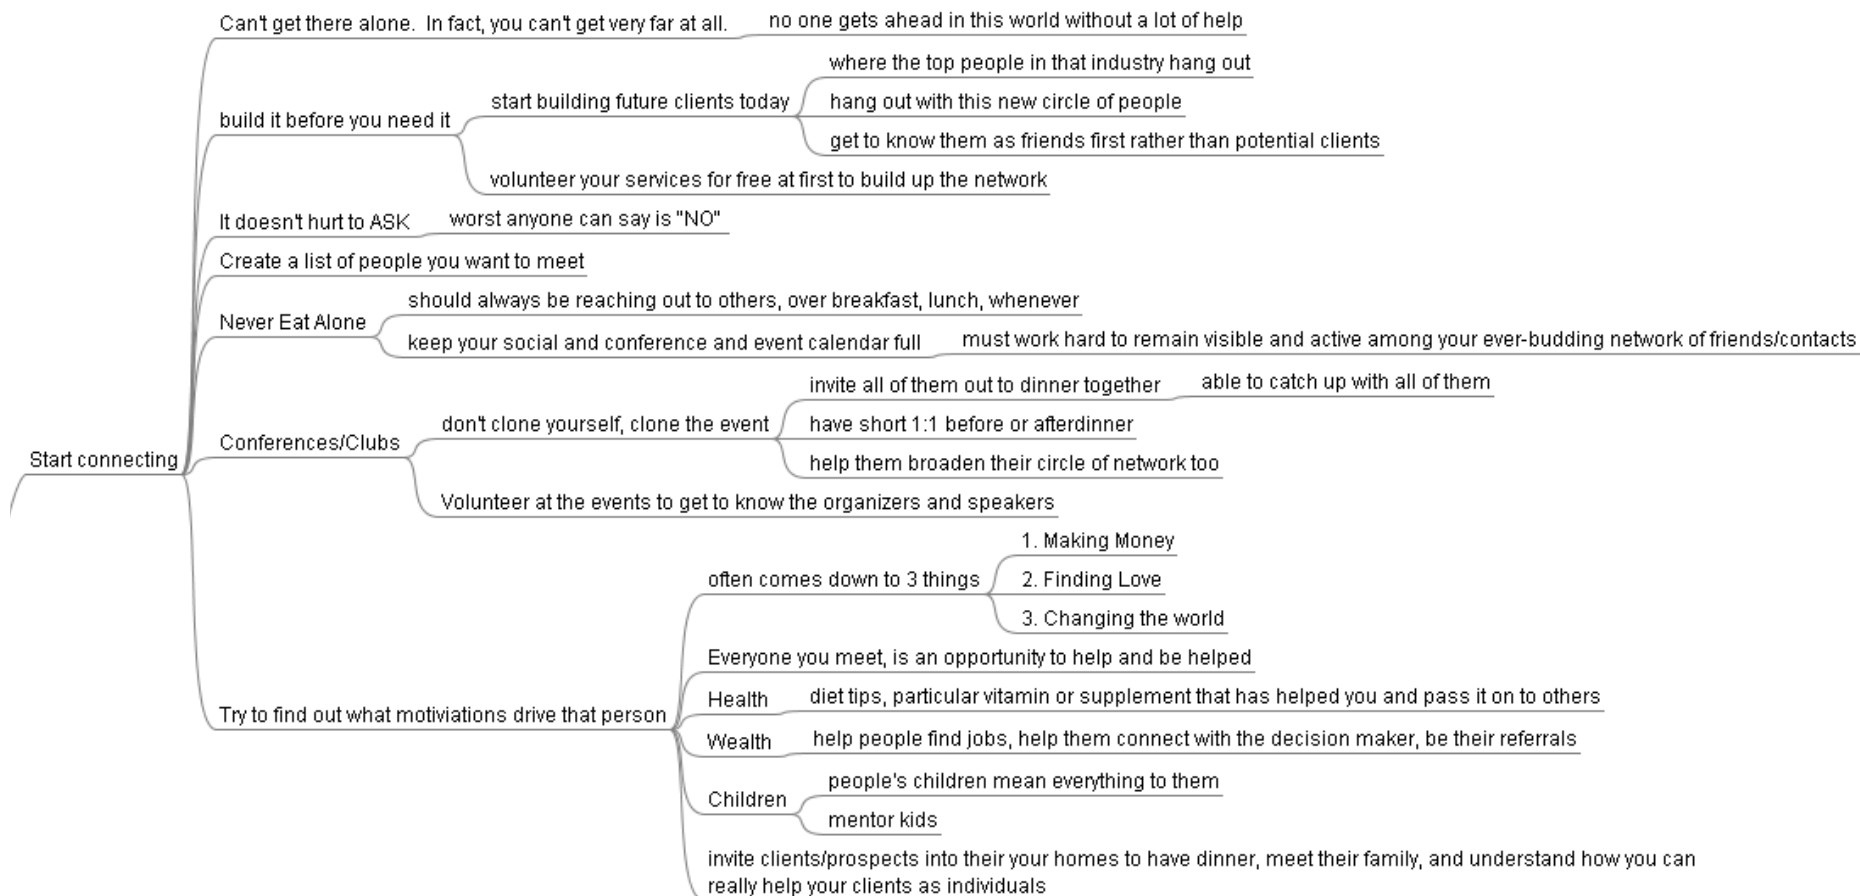 Can't get there alone.  In fact, you can't get very far at all.
no one gets ahead in this world without a lot of help
build it before you need it
start building future clients today
where the top people in that industry hang out
hang out with this new circle of people
get to know them as friends first rather than potential clients
volunteer your services for free at first to build up the network
It doesn't hurt to ASK
worst anyone can say is "NO"
Create a list of people you want to meet
Never Eat Alone
should always be reaching out to others, over breakfast, lunch, whenever
keep your social and conference and event calendar full
must work hard to remain visible and active among your ever-budding network of friends/contacts
Start connecting
Conferences/Clubs
don't clone yourself, clone the event
invite all of them out to dinner together
able to catch up with all of them
have short 1:1 before or afterdinner
help them broaden their circle of network too
Volunteer at the events to get to know the organizers and speakers
Try to find out what motiviations drive that person
often comes down to 3 things
1. Making Money
2. Finding Love
3. Changing the world
Everyone you meet, is an opportunity to help and be helped
Health
diet tips, particular vitamin or supplement that has helped you and pass it on to others
Wealth
help people find jobs, help them connect with the decision maker, be their referrals
Children
people's children mean everything to them
mentor kids
invite clients/prospects into their your homes to have dinner, meet their family, and understand how you can
really help your clients as individuals